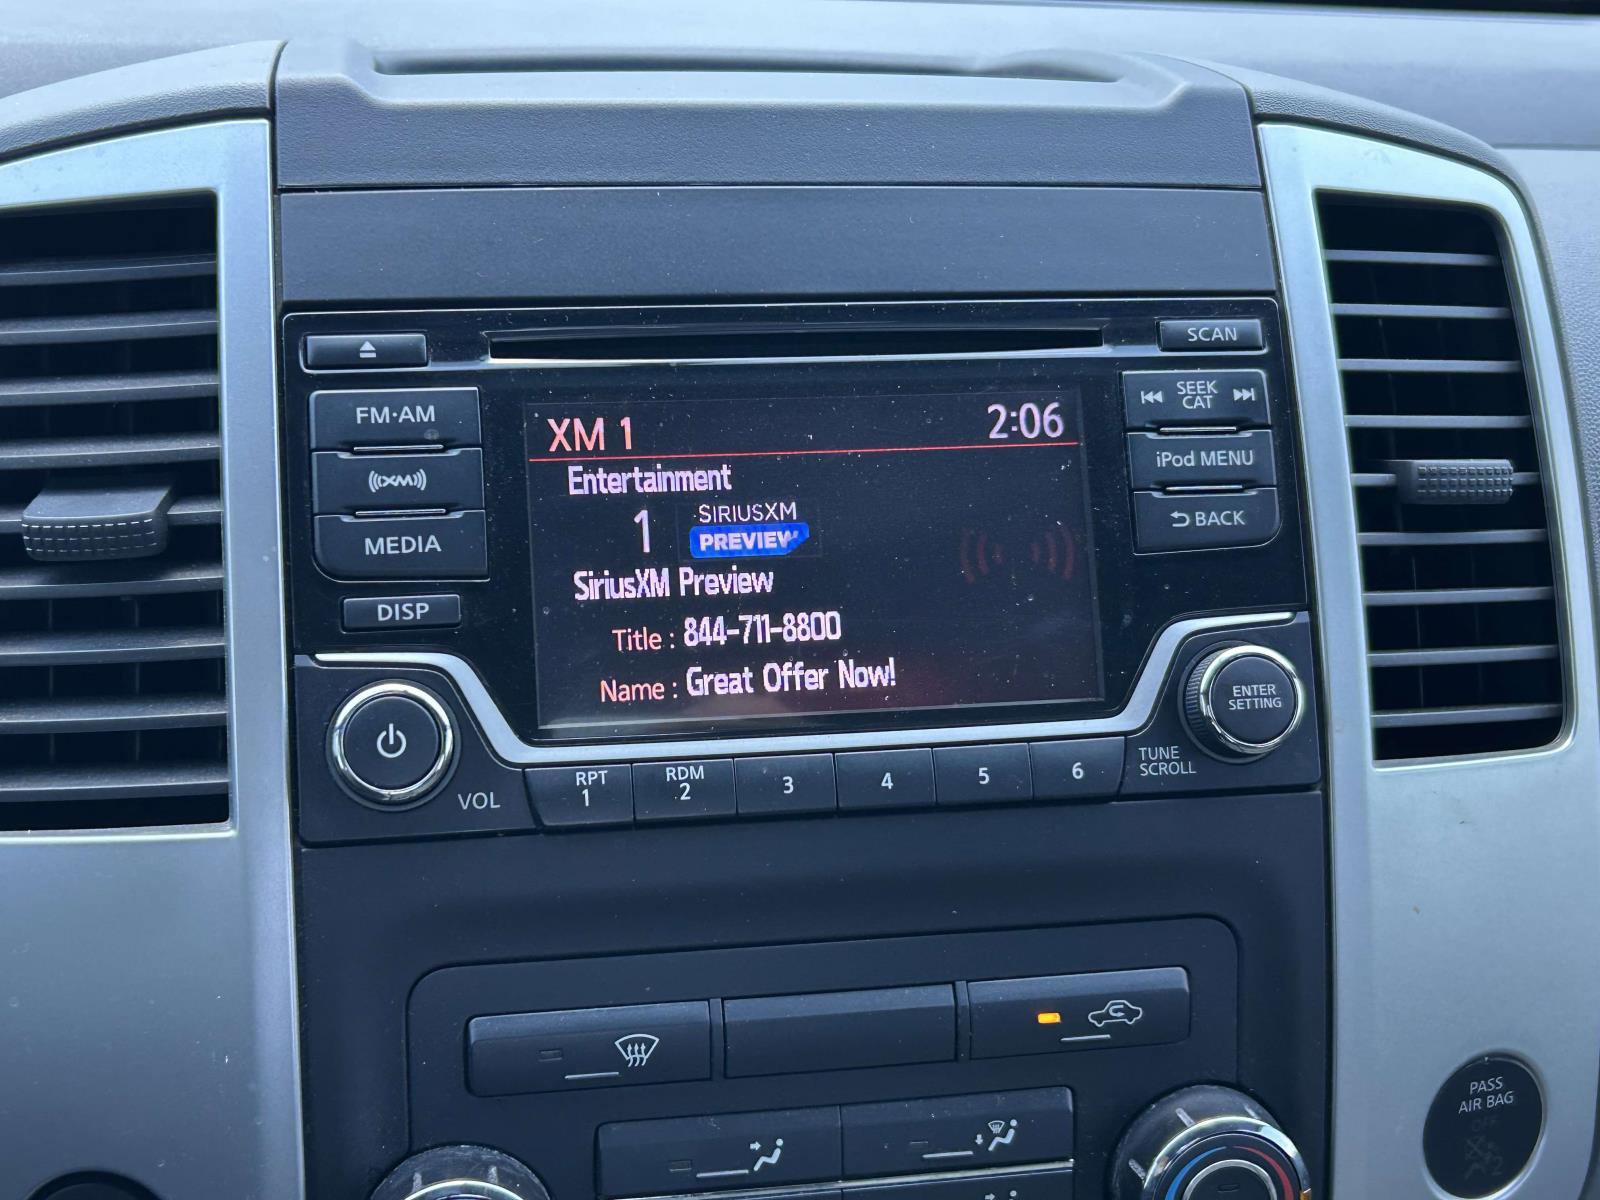 SCAN
FM·AM
SEEK
CAT
XM 1
2:06
XM
Entertainment
iPod MENU
1
SIRIUSXM
PREVIEW
BACK
MEDIA
SiriusXM Preview
DISP
Title : 844-711-8800
Name : Great Offer Now!
ENTER
SETTING
VOL
RPT
1
RDM
2
3
4
5
6
TUNE
SCROLL
PASS
AIR BAG
OFF